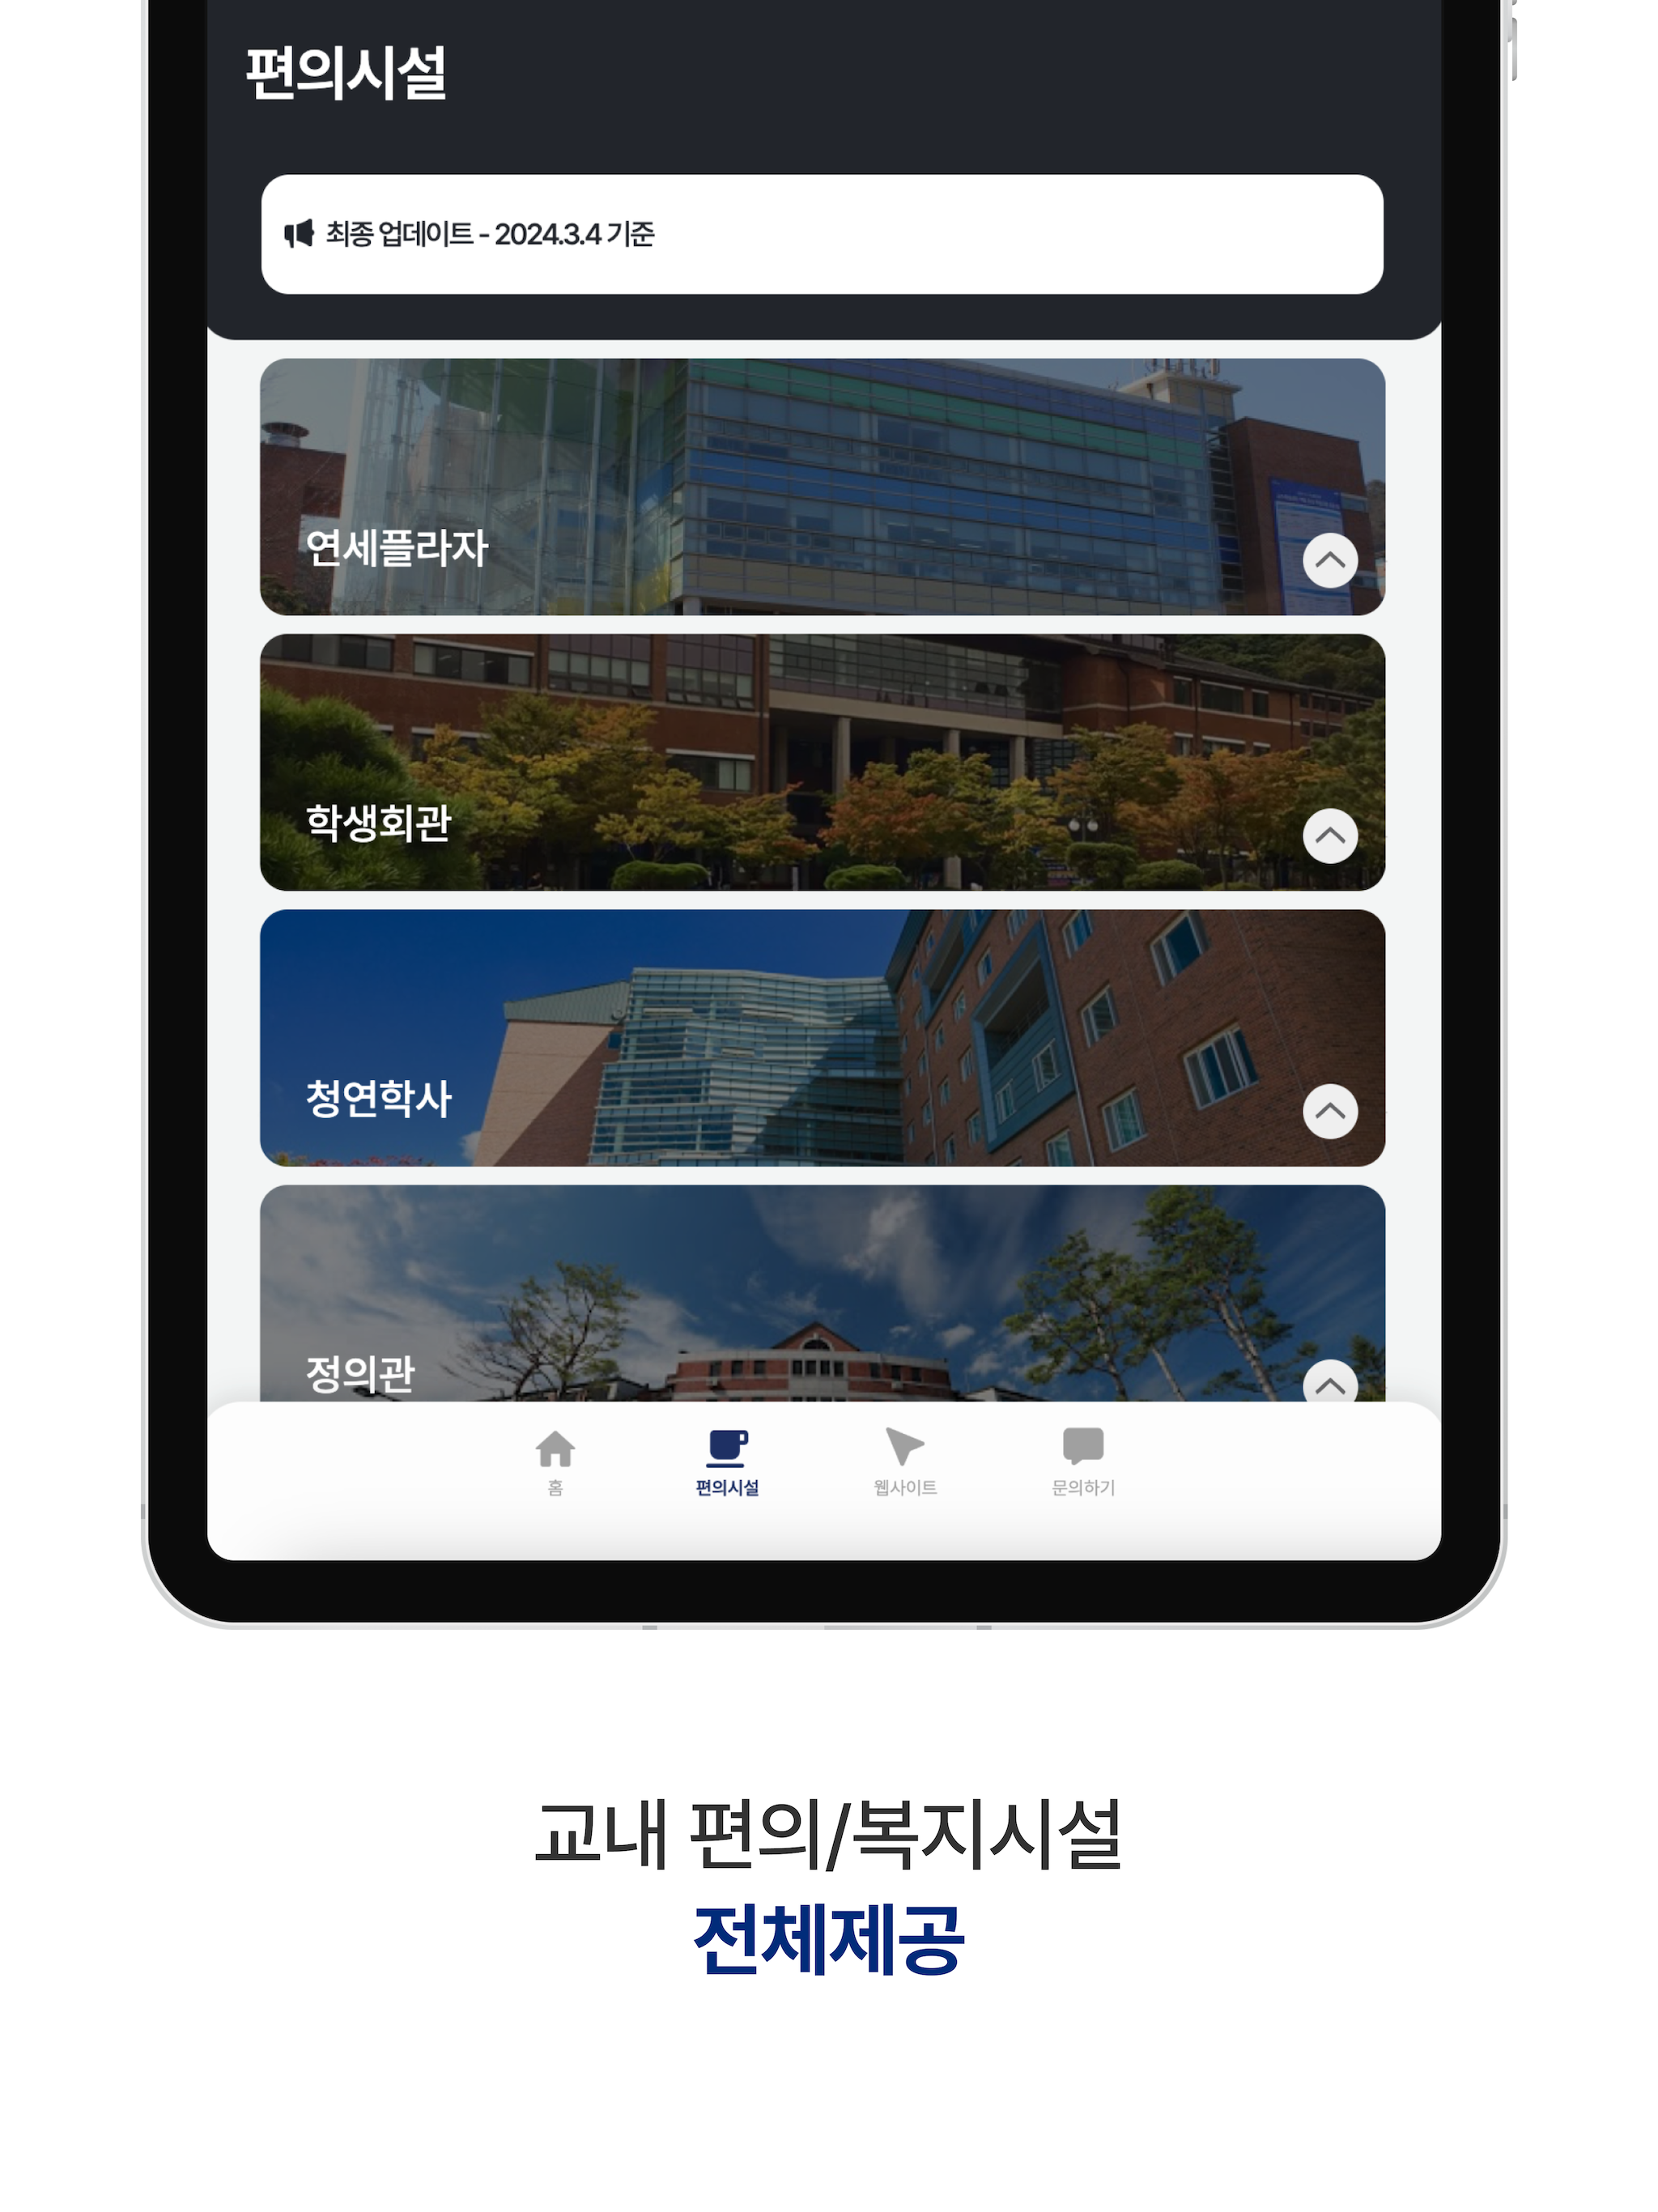 편의시설
최종 업데이트 - 2024.3.4 기준
연세플라자
학생회관
청연학사
정의관
홈
편의시설
웹사이트
문의하기
교내 편의/복지시설
전체제공